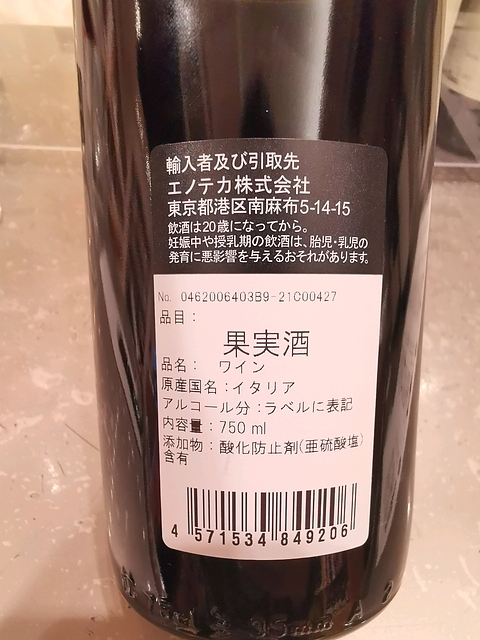 輸入者及び引取先
エノテカ株式会社
東京都港区南麻布5-14-15
飲酒は20歳になってから。
妊娠中や授乳期の飲酒は、胎児・乳児の
発育に悪影響を与えるおそれがあります。
No. 0462006403B9-21C00427
品目：
果実酒
品名： ワイン
原産国名：イタリア
アルコール分：ラベルに表記
内容量：750 ml
添加物：酸化防止剤(亜硫酸塩)
含有
4 571534 849206